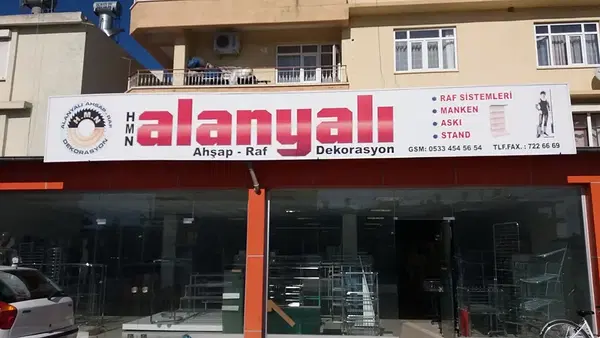 ALANYALI AHŞAP-RAF
HMN
DEKORASYON
HMN
alanyalı
Ahşap - Raf Dekorasyon
• RAF SİSTEMLERİ
• MANKEN
• ASKI
• STAND
GSM: 0533 454 56 54 TLF.FAX. : 722 66 69